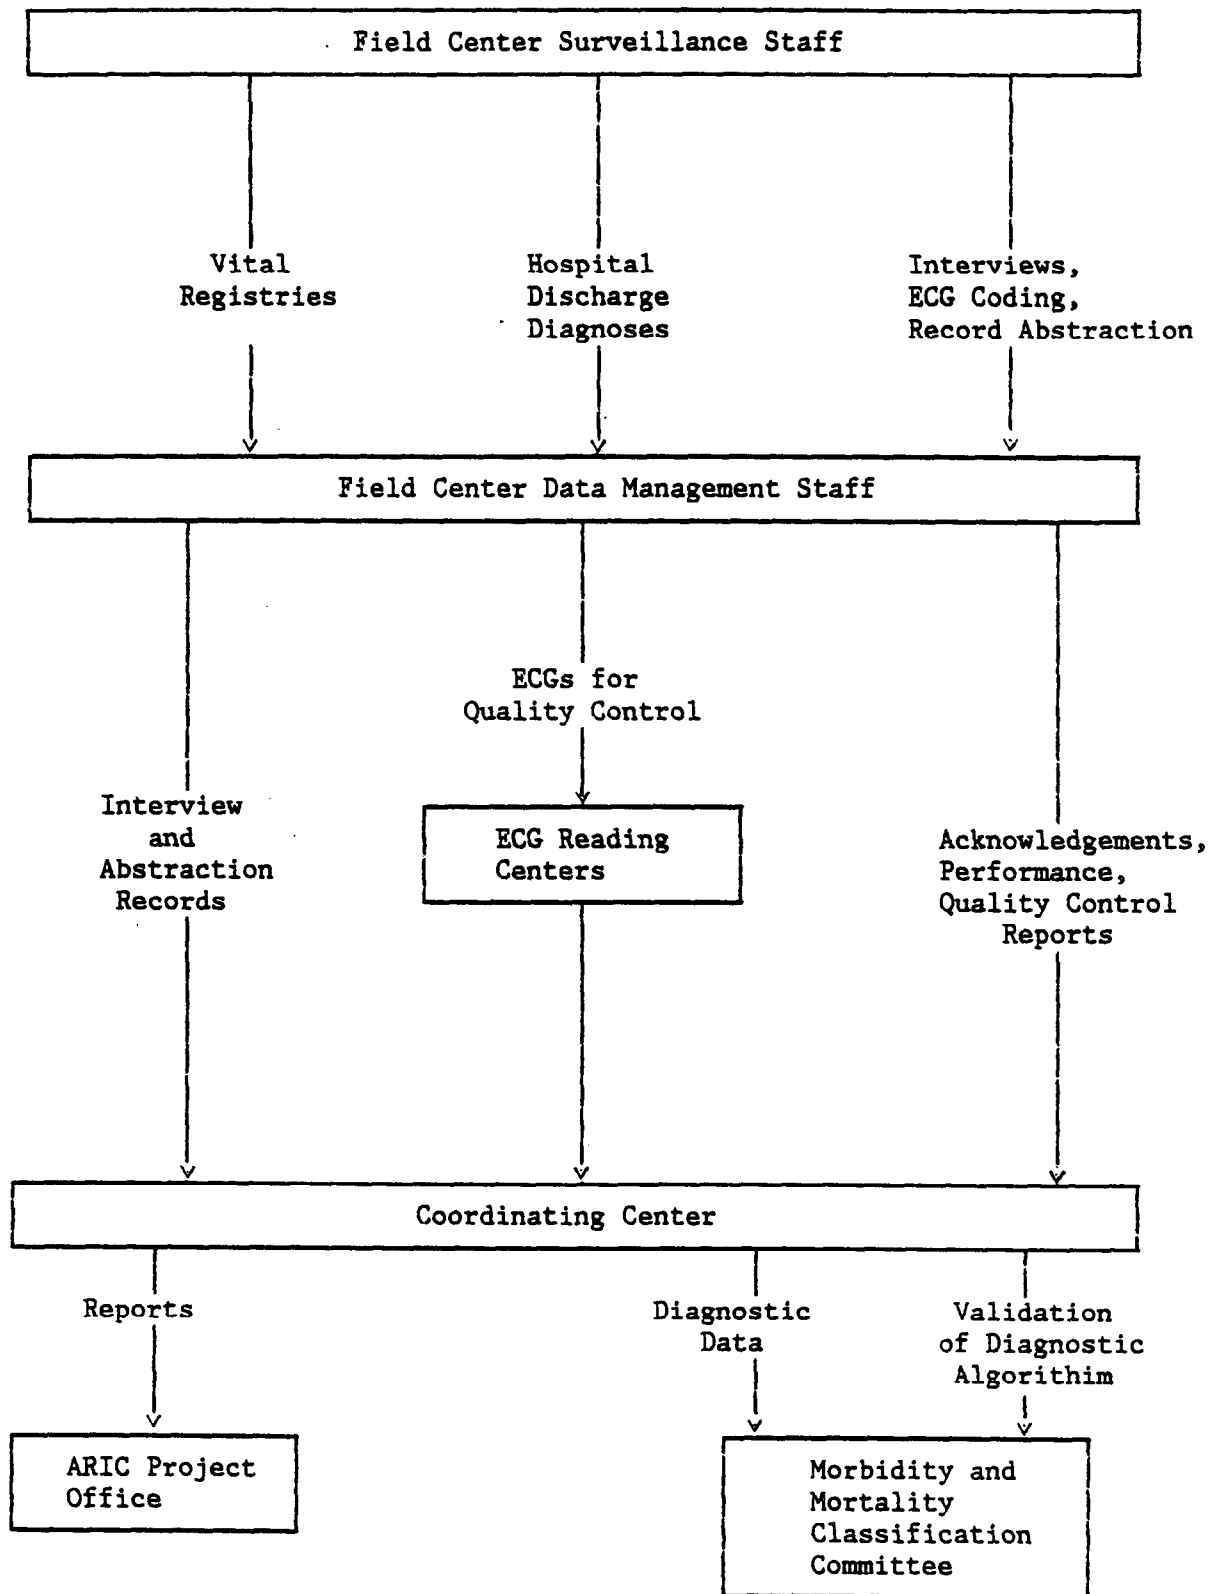 Field Center Surveillance Staff
Vital
Registries
Hospital
Discharge
Diagnoses
Interviews,
ECG Coding,
Record Abstraction
Field Center Data Management Staff
ECGs for
Quality Control
Interview
and
Abstraction
Records
ECG Reading
Centers
Acknowledgements,
Performance,
Quality Control
Reports
Coordinating Center
Reports
Diagnostic
Data
Validation
of Diagnostic
Algorithim
ARIC Project
Office
Morbidity and
Mortality
Classification
Committee